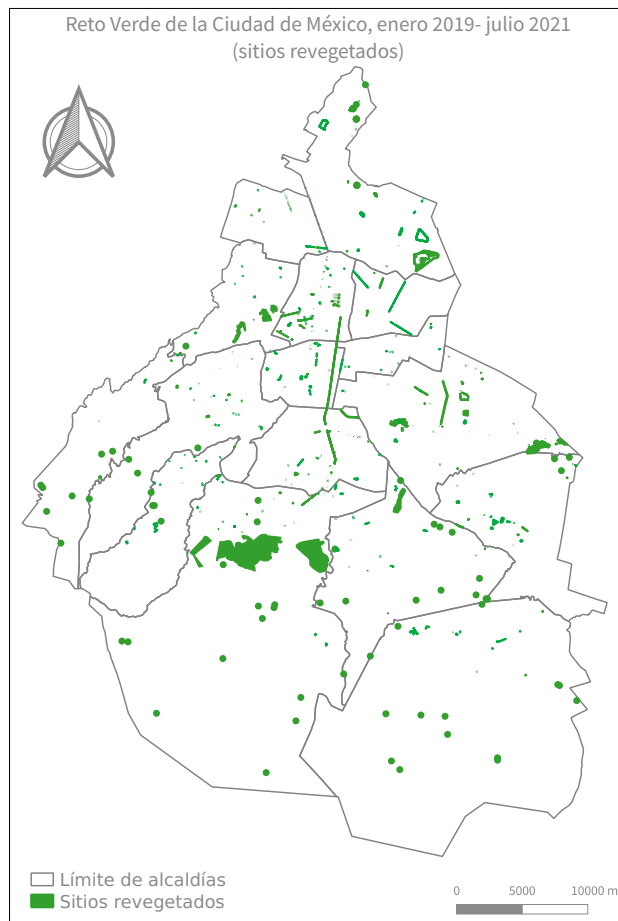 Reto Verde de la Ciudad de México, enero 2019- julio 2021
(sitios revegetados)
Límite de alcaldías
Sitios revegetados
0 5000 10000 m